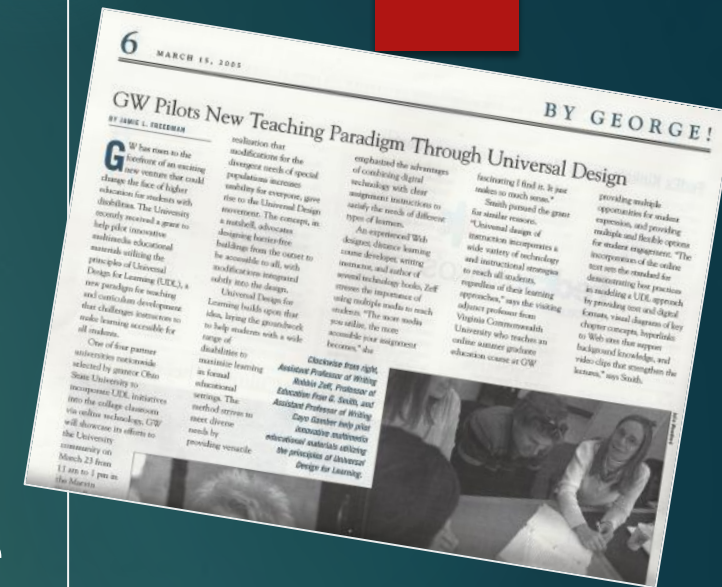 6 MARCH 15, 2005
BY GEORGE!
GW Pilots New Teaching Paradigm Through Universal Design
BY JAMIE L. FREEDMAN
GW has risen to the
forefront of an exciting
new venture that could
change the face of higher
education for students with
disabilities. The University
recently received a grant to
help pilot innovative
multimedia educational
materials utilizing the
principles of Universal
Design for Learning (UDL), a
new paradigm for teaching
and curriculum development
that challenges instructors to
make learning accessible for
all students.
One of four partner
universities nationwide
selected by grantor Ohio
State University to
incorporate UDL initiatives
into the college classroom
via online technology, GW
will showcase its efforts to
the University
community on
March 23 from
11 am to 1 pm in
the Marvin
realization that
modifications for the
divergent needs of special
populations increases
usability for everyone, gave
rise to the Universal Design
movement. The concept, in
a nutshell, advocates
designing barrier-free
buildings from the outset to
be accessible to all, with
modifications integrated
subtly into the design.
Universal Design for
Learning builds upon that
idea, laying the groundwork
to help students with a wide
range of
disabilities to
maximize learning
in formal
educational
settings. The
method strives to
meet diverse
needs by
providing versatile
emphasized the advantages
of combining digital
technology with clear
assignment instructions to
satisfy the needs of different
types of learners.
An experienced Web
designer, distance learning
course developer, writing
instructor, and author of
several technology books, Zeff
stresses the importance of
using multiple media to reach
students. "The more media
you utilize, the more
accessible your assignment
becomes," she
Clockwise from right,
Assistant Professor of Writing
Robbin Zeff, Professor of
Education Froe G. Smith, and
Assistant Professor of Writing
Cayo Gamber help pilot
innovative multimedia
educational materials utilizing
the principles of Universal
Design for Learning.
fascinating I find it. It just
makes so much sense."
Smith pursued the grant
for similar reasons.
"Universal design of
instruction incorporates a
wide variety of technology
and instructional strategies
to reach all students,
regardless of their learning
approaches," says the visiting
adjunct professor from
Virginia Commonwealth
University who teaches an
online summer graduate
education course at GW
providing multiple
opportunities for student
expression, and providing
multiple and flexible options
for student engagement. "The
incorporation of the online
text sets the standard for
demonstrating best practices
in modeling a UDL approach
by providing text and digital
formats, visual diagrams of key
chapter concepts, hyperlinks
to Web sites that support
background knowledge, and
video clips that strengthen the
lectures," says Smith.